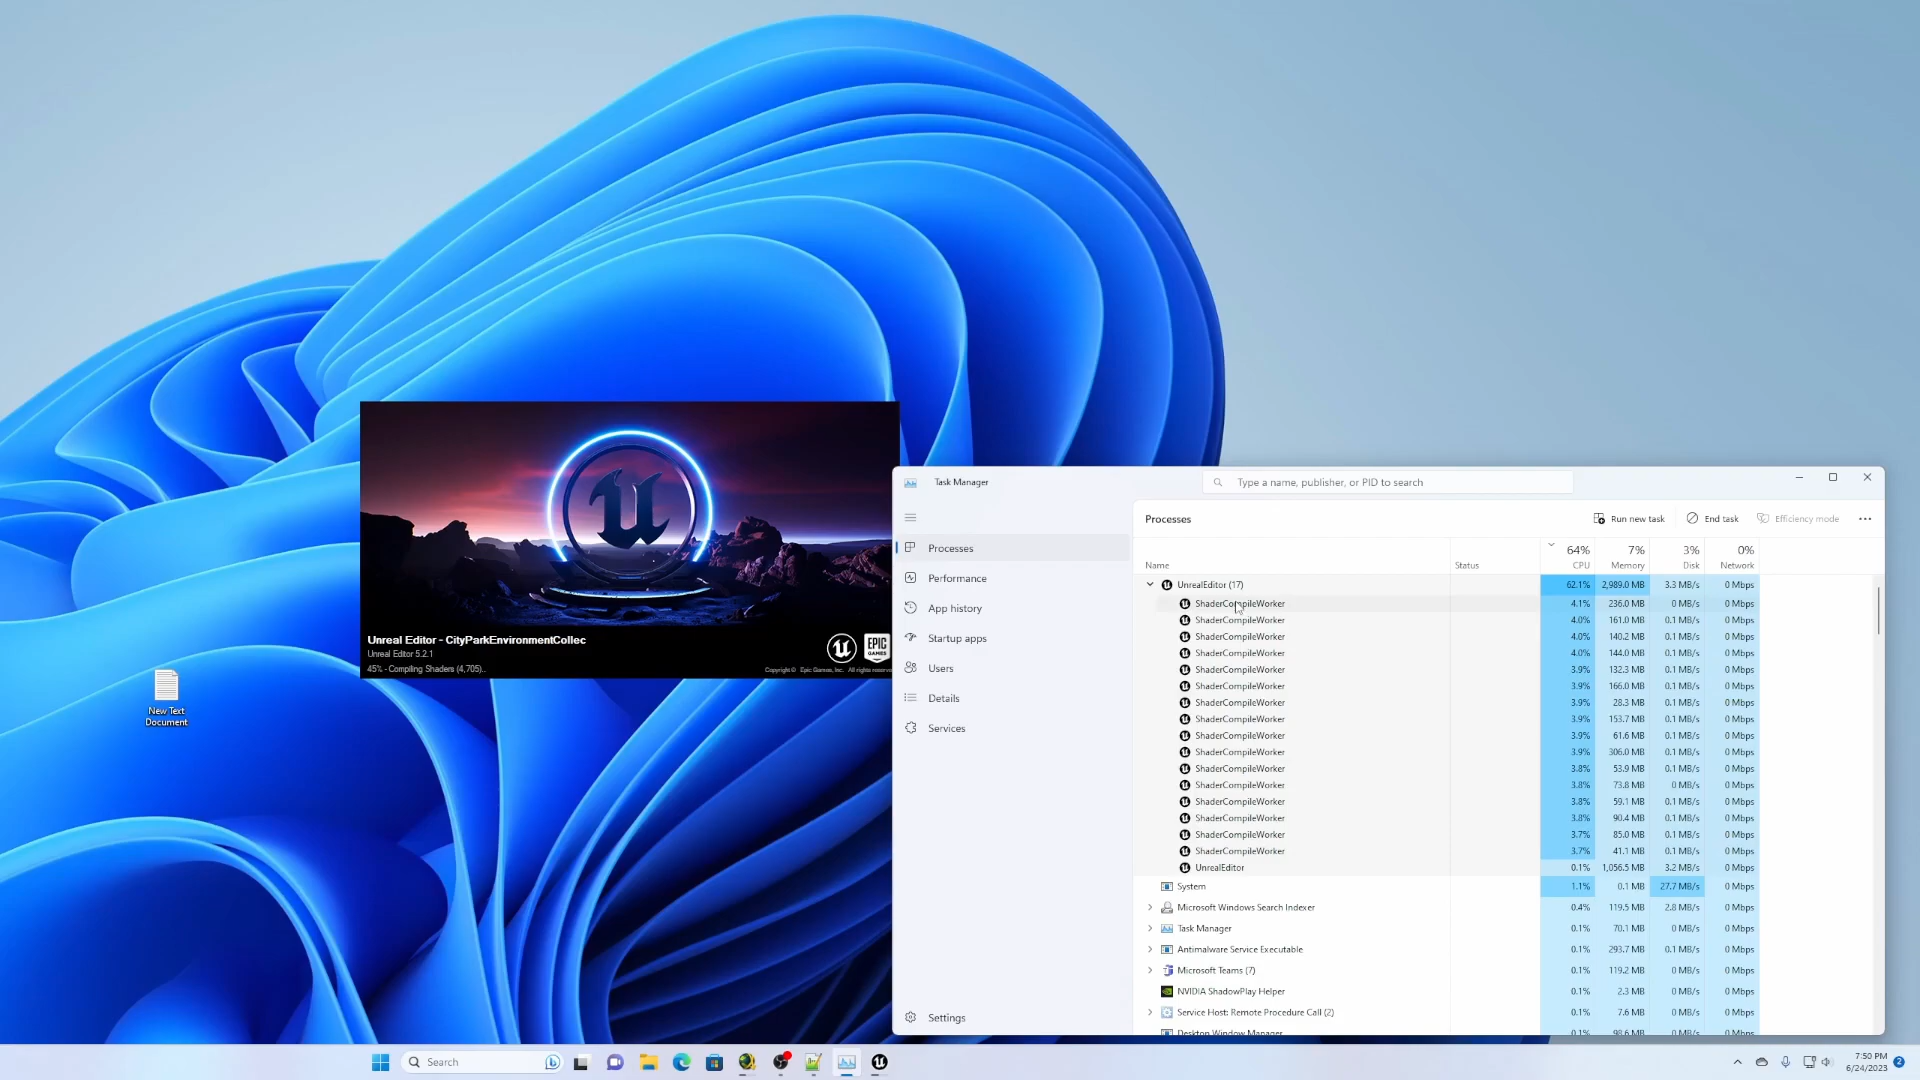 New Text
Document
EPIC
GAMES
Unreal Editor - CityParkEnvironmentCollec
Unreal Editor 5.2.1
45% - Compiling Shaders (4,705)..
Copyright © Epic Games, Inc. All rights reserve
Task Manager
Type a name, publisher, or PID to search
Processes
Performance
App history
Startup apps
Users
Details
Services
Settings
Processes
Run new task
End task
Efficiency mode
64% 7% 3% 0%
Name Status CPU Memory Disk Network
UnrealEditor (17) 62.1% 2,989.0 MB 3.3 MB/s 0 Mbps
ShaderCompileWorker 4.1% 236.0 MB 0 MB/s 0 Mbps
ShaderCompileWorker 4.0% 161.0 MB 0.1 MB/s 0 Mbps
ShaderCompileWorker 4.0% 140.2 MB 0.1 MB/s 0 Mbps
ShaderCompileWorker 4.0% 144.0 MB 0.1 MB/s 0 Mbps
ShaderCompileWorker 3.9% 132.3 MB 0.1 MB/s 0 Mbps
ShaderCompileWorker 3.9% 166.0 MB 0.1 MB/s 0 Mbps
ShaderCompileWorker 3.9% 28.3 MB 0.1 MB/s 0 Mbps
ShaderCompileWorker 3.9% 153.7 MB 0.1 MB/s 0 Mbps
ShaderCompileWorker 3.9% 61.6 MB 0.1 MB/s 0 Mbps
ShaderCompileWorker 3.9% 306.0 MB 0.1 MB/s 0 Mbps
ShaderCompileWorker 3.8% 53.9 MB 0.1 MB/s 0 Mbps
ShaderCompileWorker 3.8% 73.8 MB 0 MB/s 0 Mbps
ShaderCompileWorker 3.8% 59.1 MB 0.1 MB/s 0 Mbps
ShaderCompileWorker 3.8% 90.4 MB 0.1 MB/s 0 Mbps
ShaderCompileWorker 3.7% 85.0 MB 0.1 MB/s 0 Mbps
ShaderCompileWorker 3.7% 41.1 MB 0.1 MB/s 0 Mbps
UnrealEditor 0.1% 1,056.5 MB 3.2 MB/s 0 Mbps
System 1.1% 0.1 MB 27.7 MB/s 0 Mbps
Microsoft Windows Search Indexer 0.4% 119.5 MB 2.8 MB/s 0 Mbps
Task Manager 0.1% 70.1 MB 0 MB/s 0 Mbps
Antimalware Service Executable 0.1% 293.7 MB 0.1 MB/s 0 Mbps
Microsoft Teams (7) 0.1% 119.2 MB 0 MB/s 0 Mbps
NVIDIA ShadowPlay Helper 0.1% 2.3 MB 0 MB/s 0 Mbps
Service Host: Remote Procedure Call (2) 0.1% 7.6 MB 0 MB/s 0 Mbps
Desktop Window Manager 0.1% 98.6 MB 0 MB/s 0 Mbps
Search
7:50 PM
6/24/2023
2